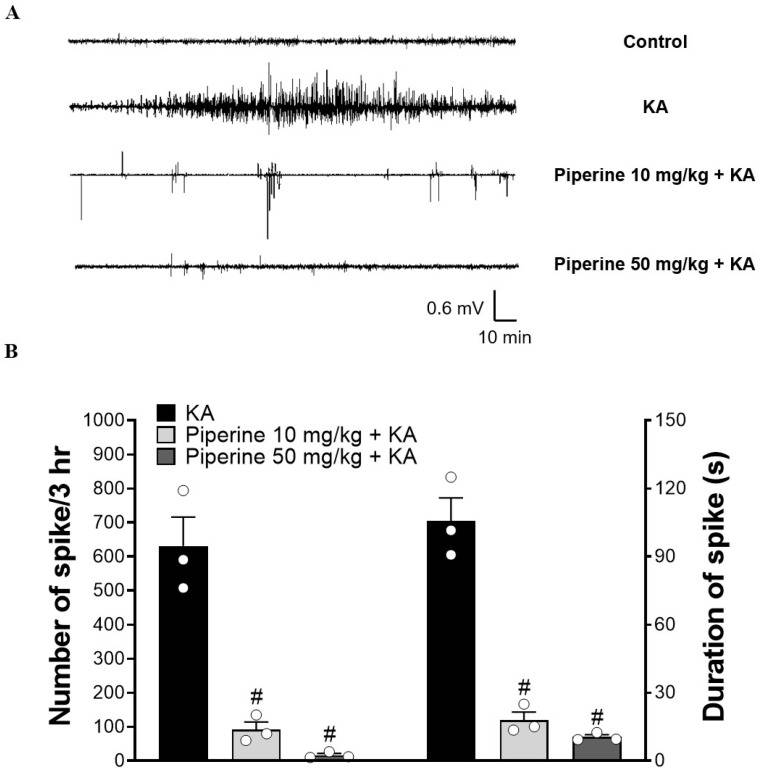 A
Control
KA
Piperine 10 mg/kg + KA
Piperine 50 mg/kg + KA
0.6 mV
10 min
B
KA
Piperine 10 mg/kg + KA
Piperine 50 mg/kg + KA
Number of spike/3 hr
1000
900
800
700
600
500
400
300
200
100
0
# # # #
150
120
90
60
30
0
Duration of spike (s)